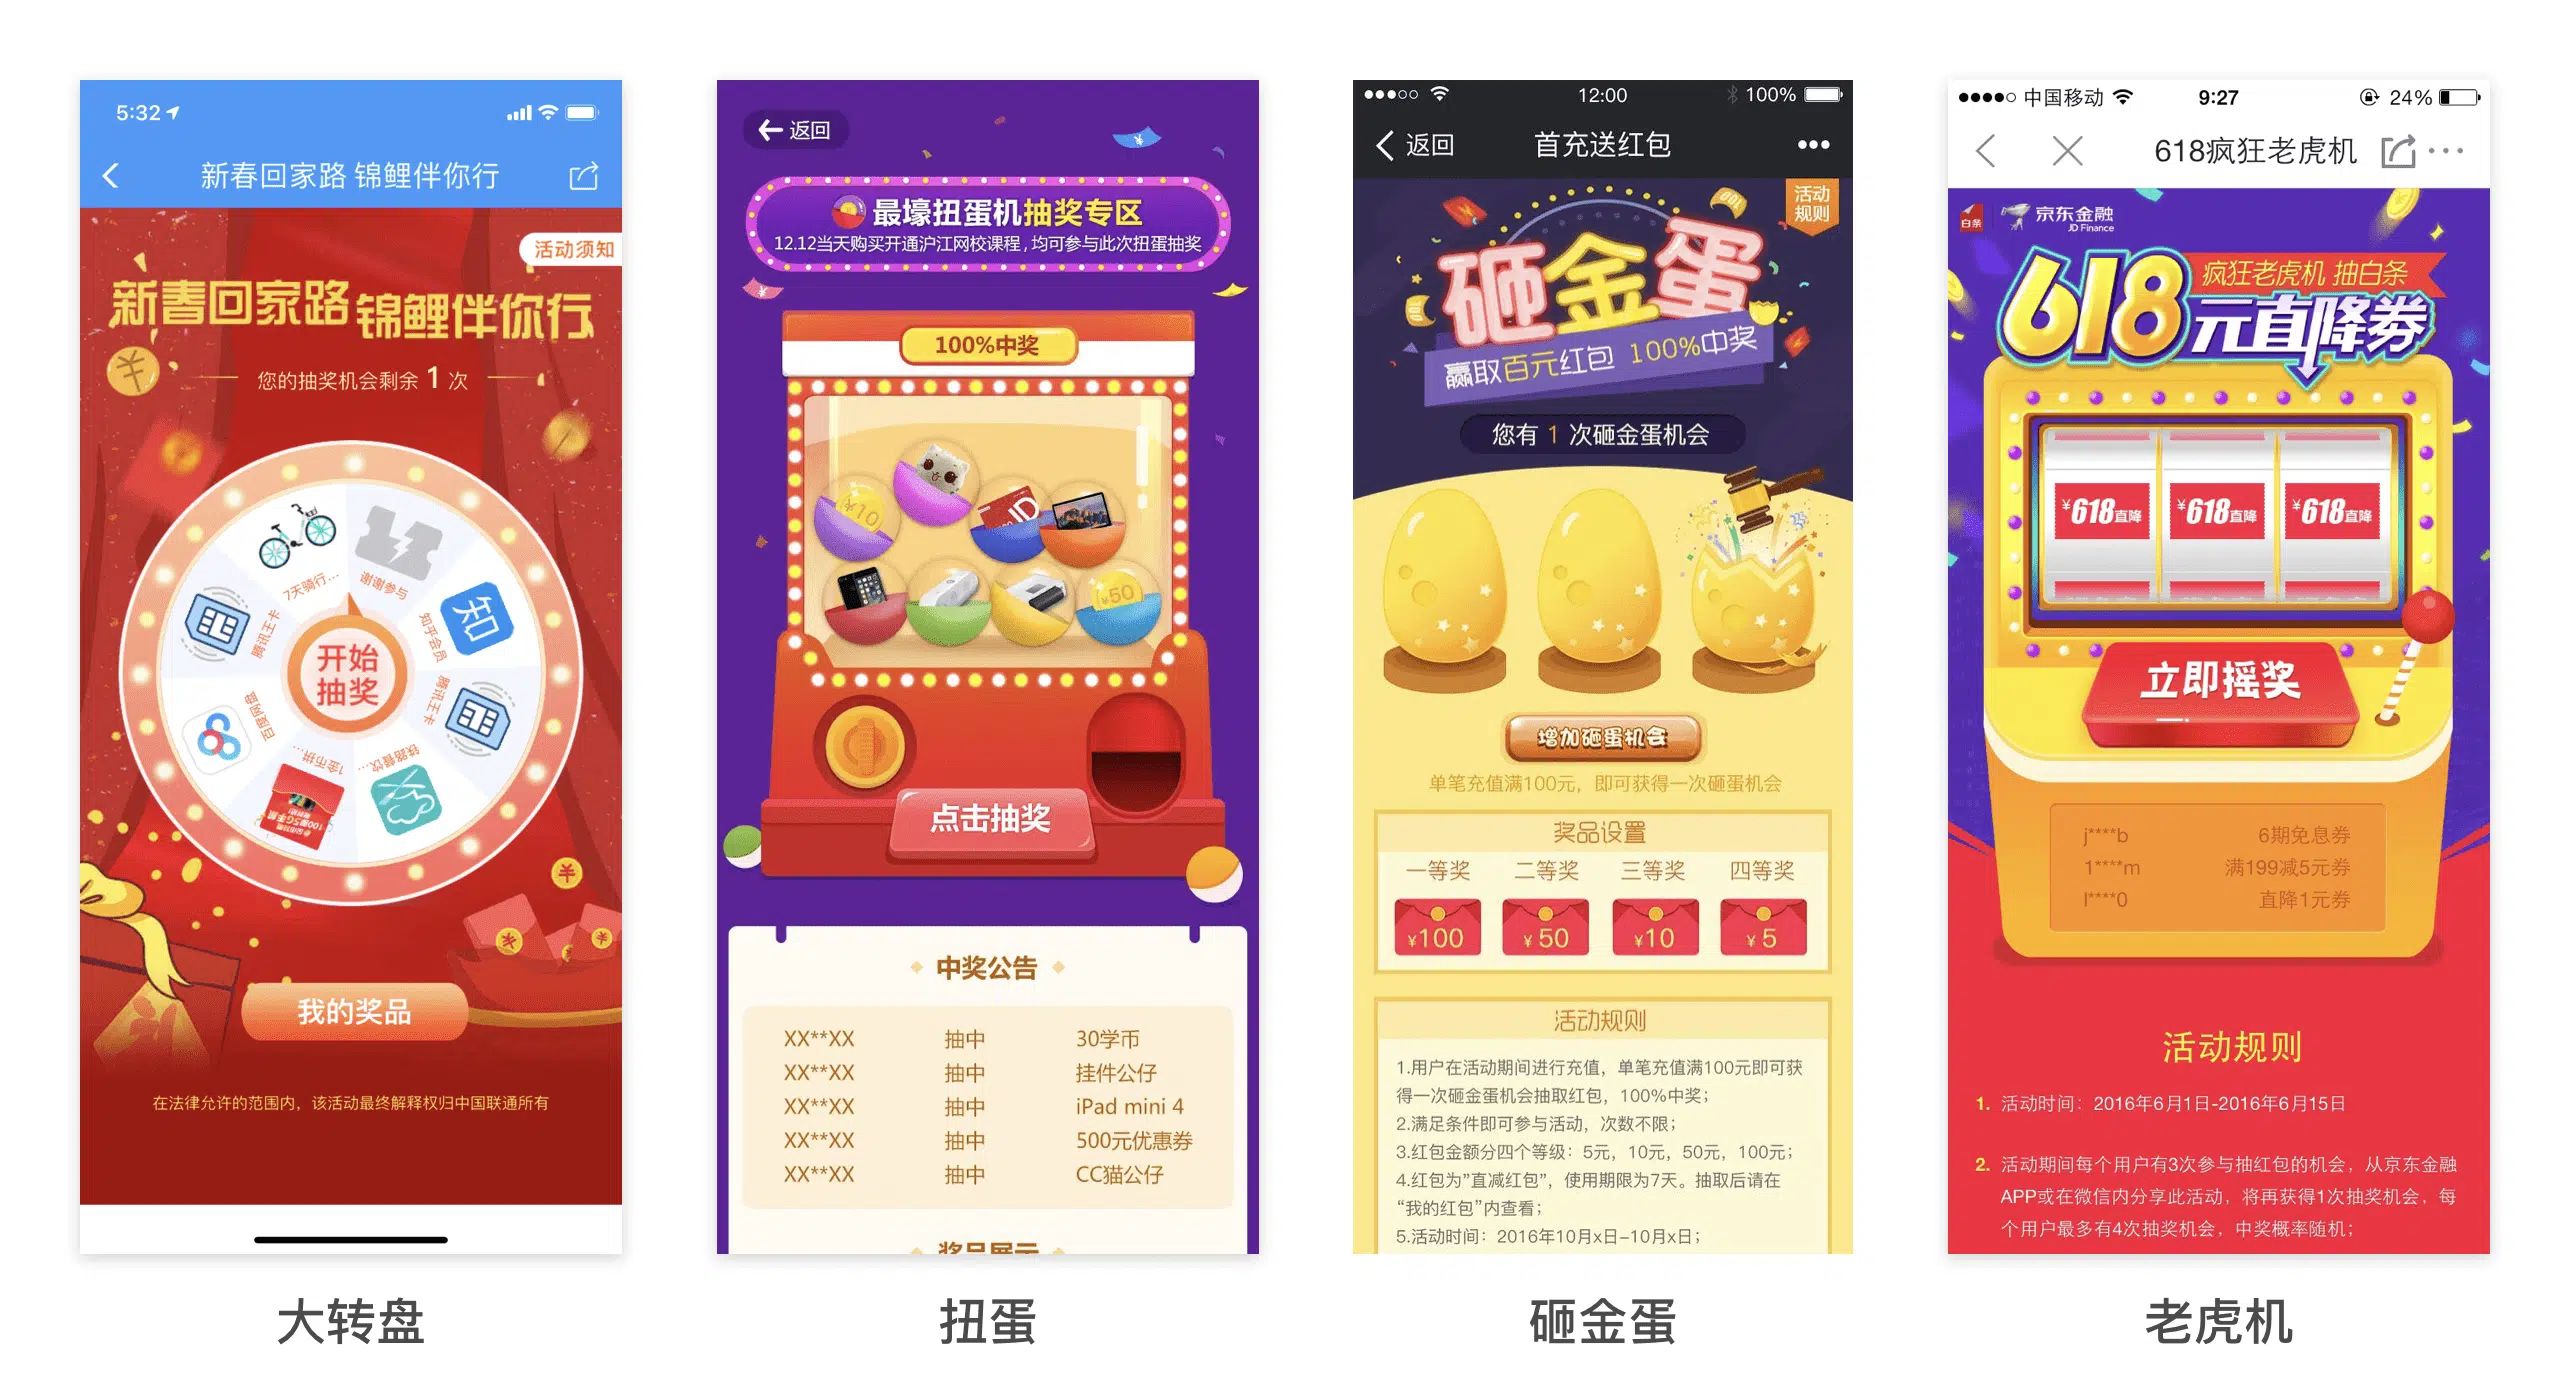 5:32
新春回家路 锦鲤伴你行
活动须知
新春回家路 锦鲤伴你行
您的抽奖机会剩余 1 次
7天骑行...
谢谢参与
知
知乎会员
腾讯王卡
腾讯王卡
百度网盘
1金币拼...
铁路餐饮...
开始
抽奖
我的奖品
在法律允许的范围内，该活动最终解释权归中国联通所有
大转盘
返回
最壕扭蛋机抽奖专区
12.12当天购买开通沪江网校课程，均可参与此次扭蛋抽奖
100%中奖
¥10
¥50
点击抽奖
中奖公告
XX**XX 抽中 30学币
XX**XX 抽中 挂件公仔
XX**XX 抽中 iPad mini 4
XX**XX 抽中 500元优惠券
XX**XX 抽中 CC猫公仔
奖品展示
扭蛋
12:00 100%
返回 首充送红包
活动
规则
砸金蛋
赢取百元红包 100%中奖
您有 1 次砸金蛋机会
增加砸蛋机会
单笔充值满100元，即可获得一次砸蛋机会
奖品设置
一等奖 二等奖 三等奖 四等奖
¥100 ¥50 ¥10 ¥5
活动规则
1.用户在活动期间进行充值，单笔充值满100元即可获
得一次砸金蛋机会抽取红包，100%中奖；
2.满足条件即可参与活动，次数不限；
3.红包金额分四个等级：5元，10元，50元，100元；
4.红包为"直减红包"，使用期限为7天。抽取后请在
“我的红包”内查看；
5.活动时间：2016年10月x日–10月x日；
砸金蛋
中国移动 9:27 24%
618疯狂老虎机
白条 京东金融
JD Finance
618 疯狂老虎机 抽白条
元直降券
¥618直降 ¥618直降 ¥618直降
立即摇奖
j****b 6期免息券
1****m 满199减5元券
l****0 直降1元券
活动规则
1. 活动时间：2016年6月1日-2016年6月15日
2. 活动期间每个用户有3次参与抽红包的机会，从京东金融
APP或在微信内分享此活动，将再获得1次抽奖机会，每
个用户最多有4次抽奖机会，中奖概率随机；
老虎机